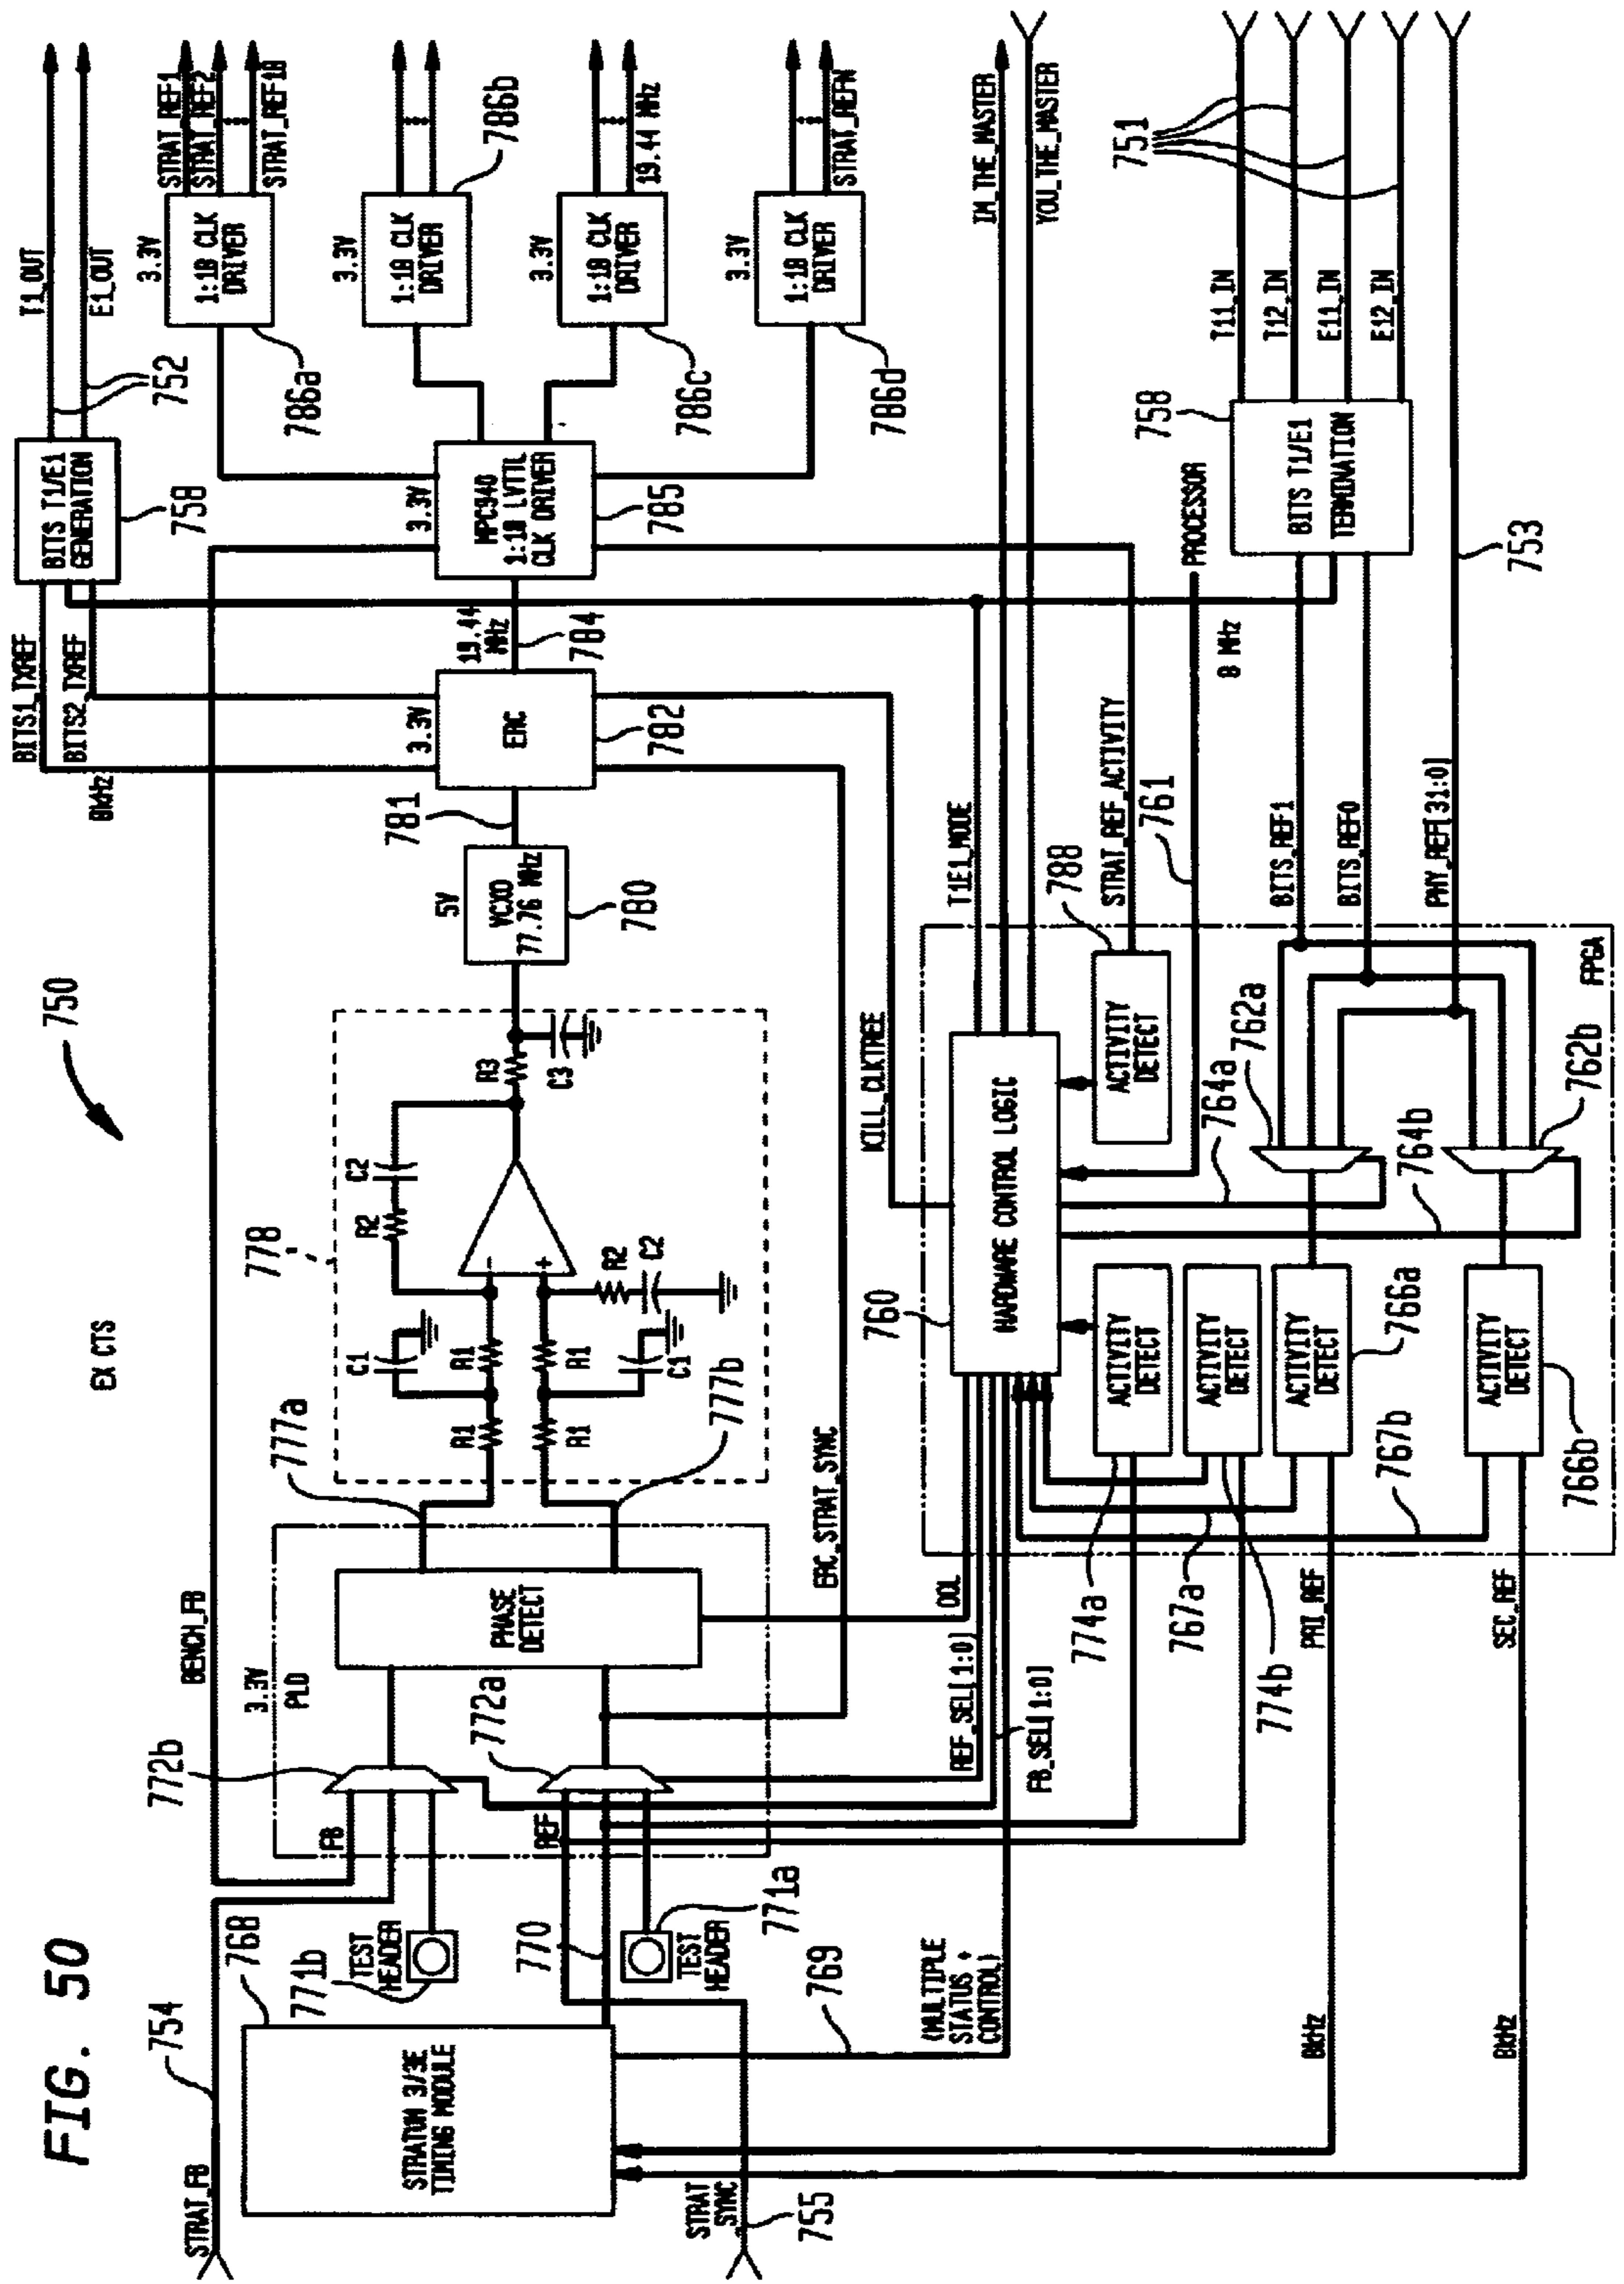 FIG. 50
EX CTS
750
754
STRAT_FB
768
STRATUM 3/3E
TIMING MODULE
STRAT
SYNC
755
771b
TEST
HEADER
770
771a
TEST
HEADER
769
(MULTIPLE
STATUS +
CONTROL)
8kHz
8kHz
BENCH_FB
3.3V
PLD
772b
FB
772a
REF
PHASE
DETECT
777a
777b
778
R1
R1
R1
R1
C1
C1
R2
C2
R2
C2
R3
C3
5V
VCXO
77.76 MHz
780
781
3.3V
ERC
782
19.44
MHz
784
3.3V
MPC940
1:18 LVTTL
CLK DRIVER
785
BITS1_TXREF
BITS2_TXREF
8kHz
BITS T1/E1
GENERATION
758
T1_OUT
E1_OUT
752
3.3V
1:18 CLK
DRIVER
786a
STRAT_REF1
STRAT_REF2
STRAT_REF18
3.3V
1:18 CLK
DRIVER
786b
3.3V
1:18 CLK
DRIVER
786c
19.44 MHz
3.3V
1:18 CLK
DRIVER
786d
STRAT_REFN
ERC_STRAT_SYNC
KILL_CLKTREE
OOL
REF_SEL[1:0]
FB_SEL[1:0]
760
HARDWARE CONTROL LOGIC
T1E1_MODE
IM_THE_MASTER
YOU_THE_MASTER
788
ACTIVITY
DETECT
STRAT_REF_ACTIVITY
761
PROCESSOR
8 MHz
774a
ACTIVITY
DETECT
767a
774b
ACTIVITY
DETECT
PRI_REF
ACTIVITY
DETECT
766a
767b
SEC_REF
ACTIVITY
DETECT
766b
764a
762a
764b
762b
FPGA
BITS_REF1
BITS_REF0
PHY_REF[31:0]
758
BITS T1/E1
TERMINATION
T11_IN
T12_IN
E11_IN
E12_IN
751
753